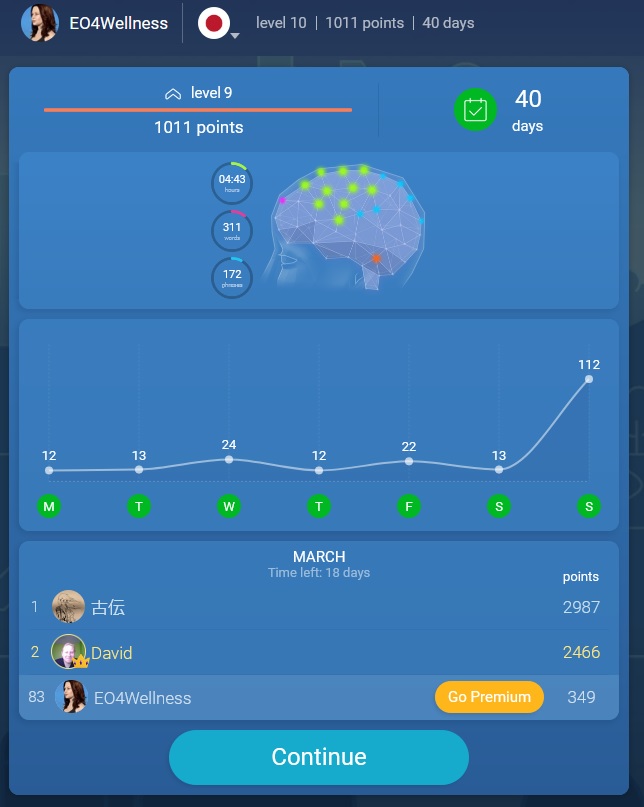 EO4Wellness level 10 | 1011 points | 40 days
level 9
1011 points
40
days
04:43
hours
311
words
172
phrases
12 13 24 12 22 13 112
M T W T F S S
MARCH
Time left: 18 days
points
1 古伝 2987
2 David 2466
83 EO4Wellness Go Premium 349
Continue